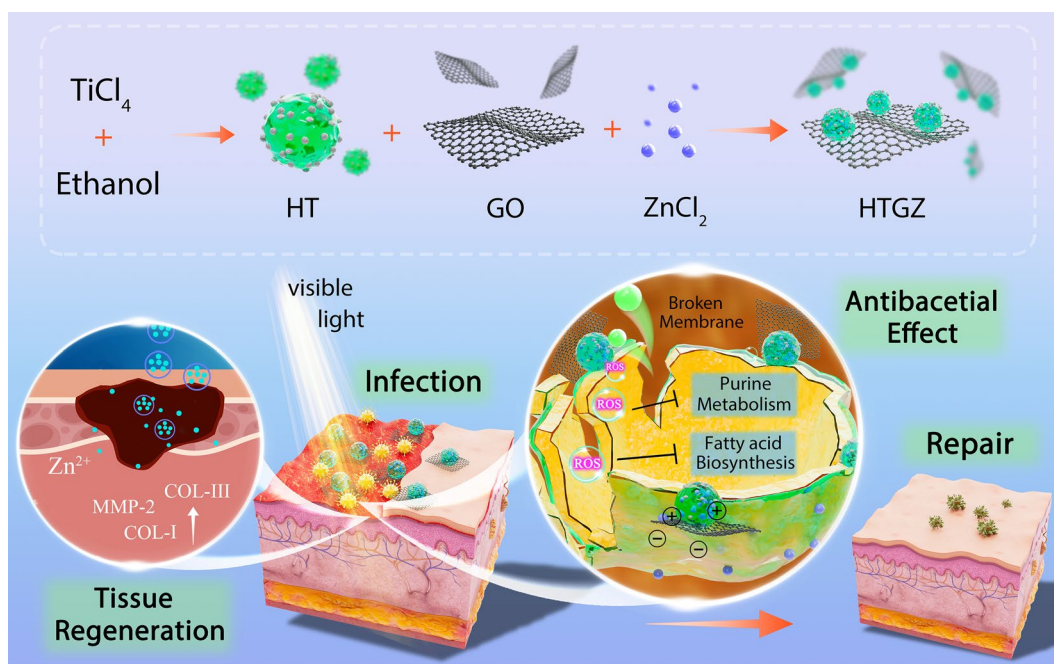 TiCl₄
+
Ethanol
HT
+
GO
+
ZnCl₂
HTGZ
visible
light
Infection
Zn²⁺
MMP-2
COL-III
COL-I
Tissue
Regeneration
Broken
Membrane
ROS
ROS
ROS
Purine
Metabolism
Fatty acid
Biosynthesis
+
+
−
−
Antibacetial
Effect
Repair